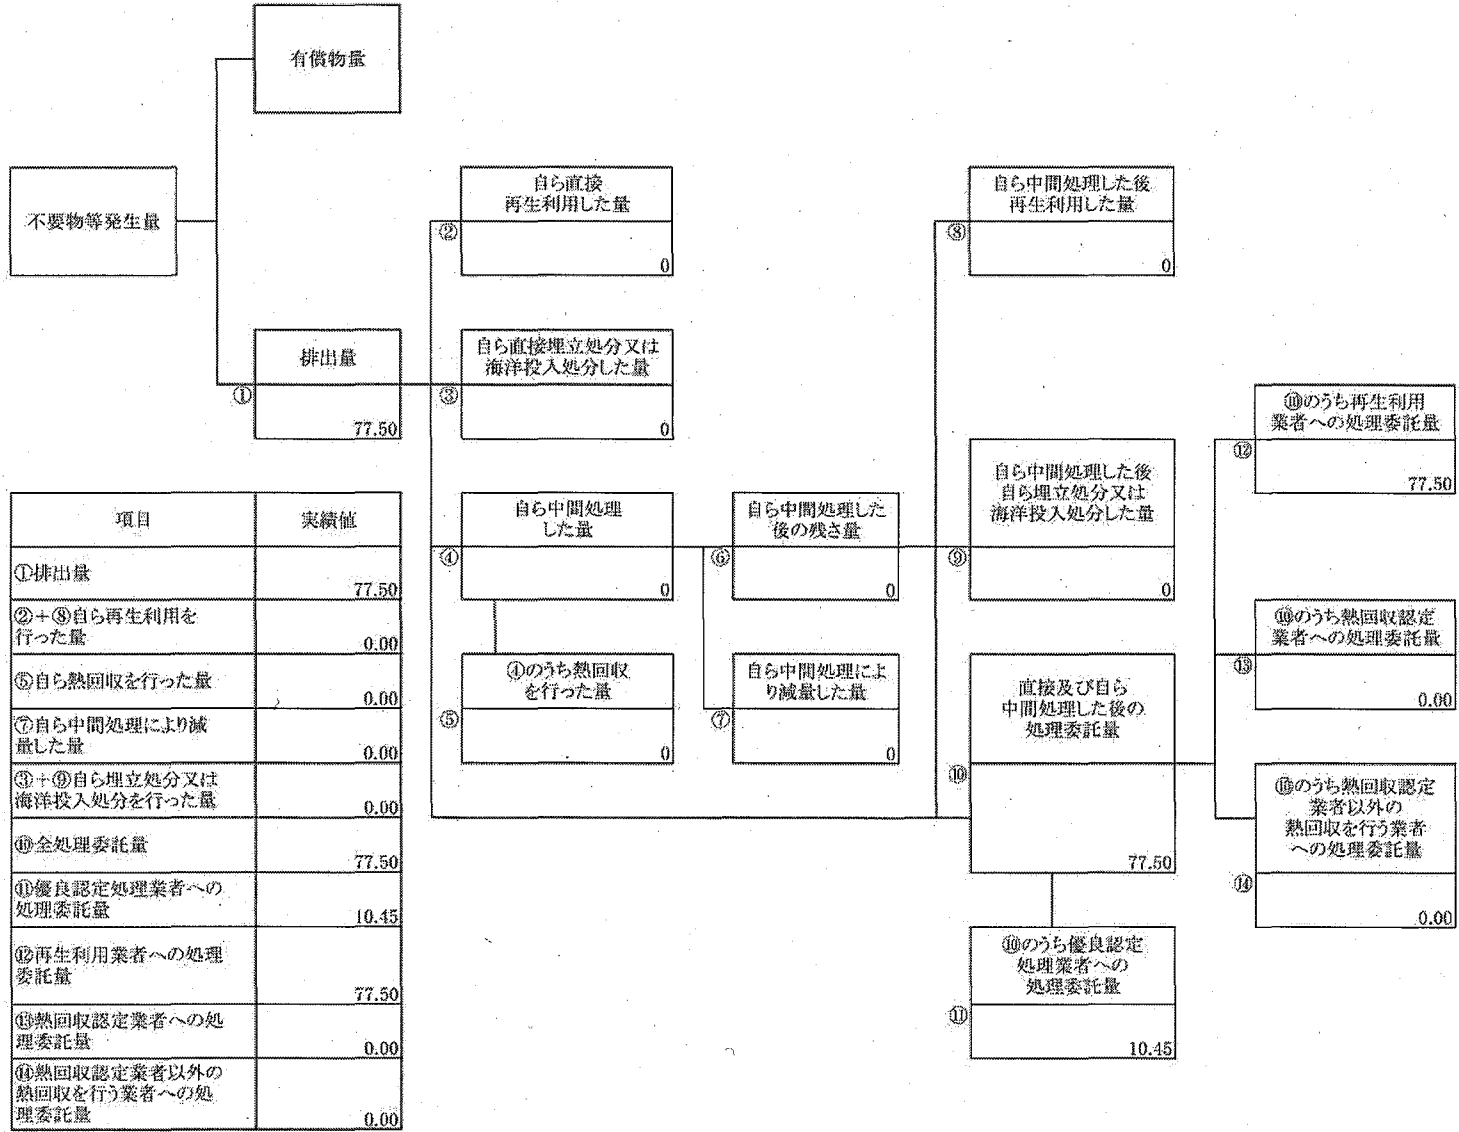 有償物量
不要物等発生量
排出量
①
77.50
自ら直接
再生利用した量
②
0
自ら直接埋立処分又は
海洋投入処分した量
③
0
自ら中間処理
した量
④
0
④のうち熱回収
を行った量
⑤
0
自ら中間処理した
後の残さ量
⑥
0
自ら中間処理によ
り減量した量
⑦
0
自ら中間処理した後
再生利用した量
⑧
0
自ら中間処理した後
自ら埋立処分又は
海洋投入処分した量
⑨
0
直接及び自ら
中間処理した後の
処理委託量
⑩
77.50
⑩のうち優良認定
処理業者への
処理委託量
⑪
10.45
⑩のうち再生利用
業者への処理委託量
⑫
77.50
⑩のうち熱回収認定
業者への処理委託量
⑬
0.00
⑩のうち熱回収認定
業者以外の
熱回収を行う業者
への処理委託量
⑭
0.00
項目 実績値
①排出量
77.50
②+⑧自ら再生利用を
行った量
0.00
⑤自ら熱回収を行った量
0.00
⑦自ら中間処理により減
量した量
0.00
③+⑨自ら埋立処分又は
海洋投入処分を行った量
0.00
⑩全処理委託量
77.50
⑪優良認定処理業者への
処理委託量
10.45
⑫再生利用業者への処理
委託量
77.50
⑬熱回収認定業者への処
理委託量
0.00
⑭熱回収認定業者以外の
熱回収を行う業者への処
理委託量
0.00